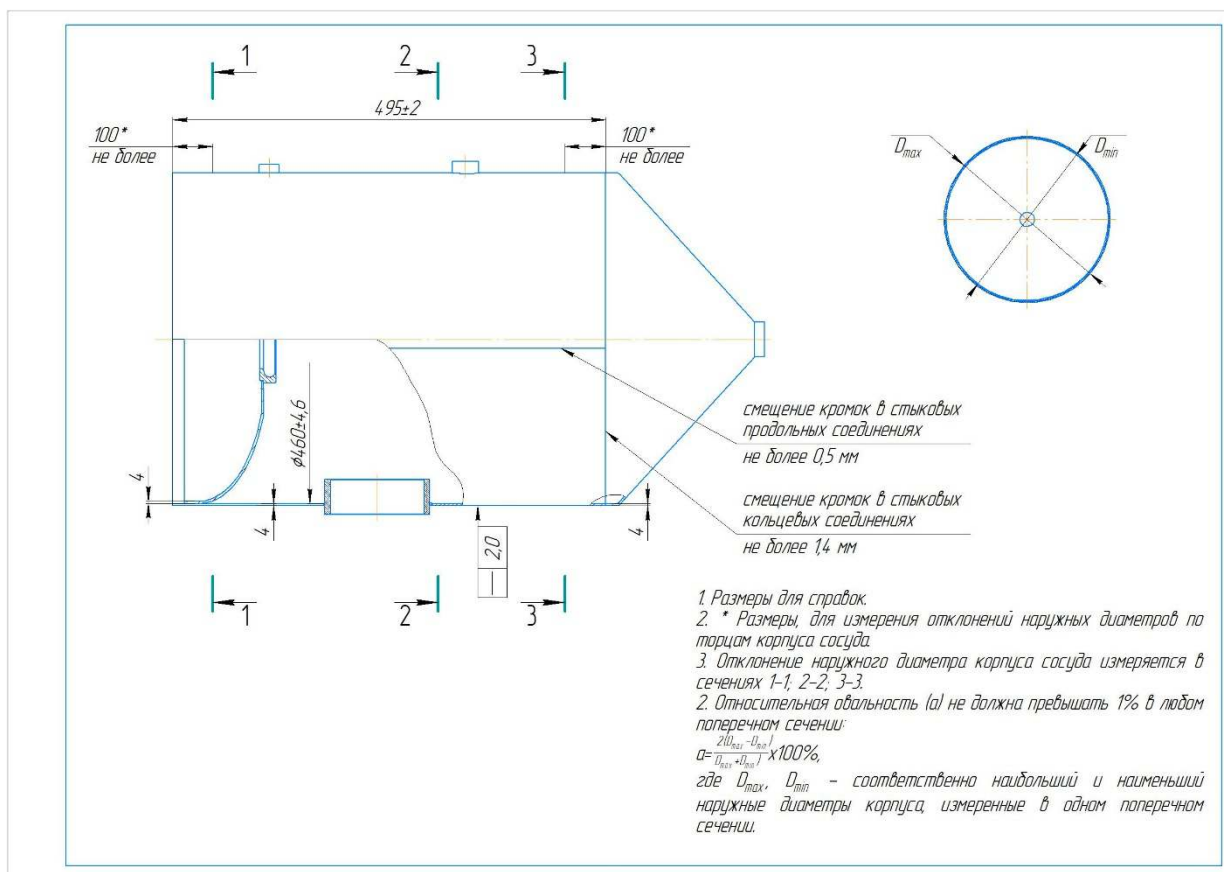 1 2 3
495±2
100*
не более
100*
не более
Dmax
Dmin
⌀460±4,6
4
4
4
2,0
смещение кромок в стыковых
продольных соединениях
не более 0,5 мм
смещение кромок в стыковых
кольцевых соединениях
не более 1,4 мм
1 2 3
1. Размеры для справок.
2. * Размеры, для измерения отклонений наружных диаметров по
торцам корпуса сосуда.
3. Отклонение наружного диаметра корпуса сосуда измеряется в
сечениях 1-1; 2-2; 3-3.
2. Относительная овальность (а) не должна превышать 1% в любом
поперечном сечении:
a=2(Dmax-Dmin)/(Dmax+Dmin)x100%,
где Dmax, Dmin - соответственно наибольший и наименьший
наружные диаметры корпуса, измеренные в одном поперечном
сечении.